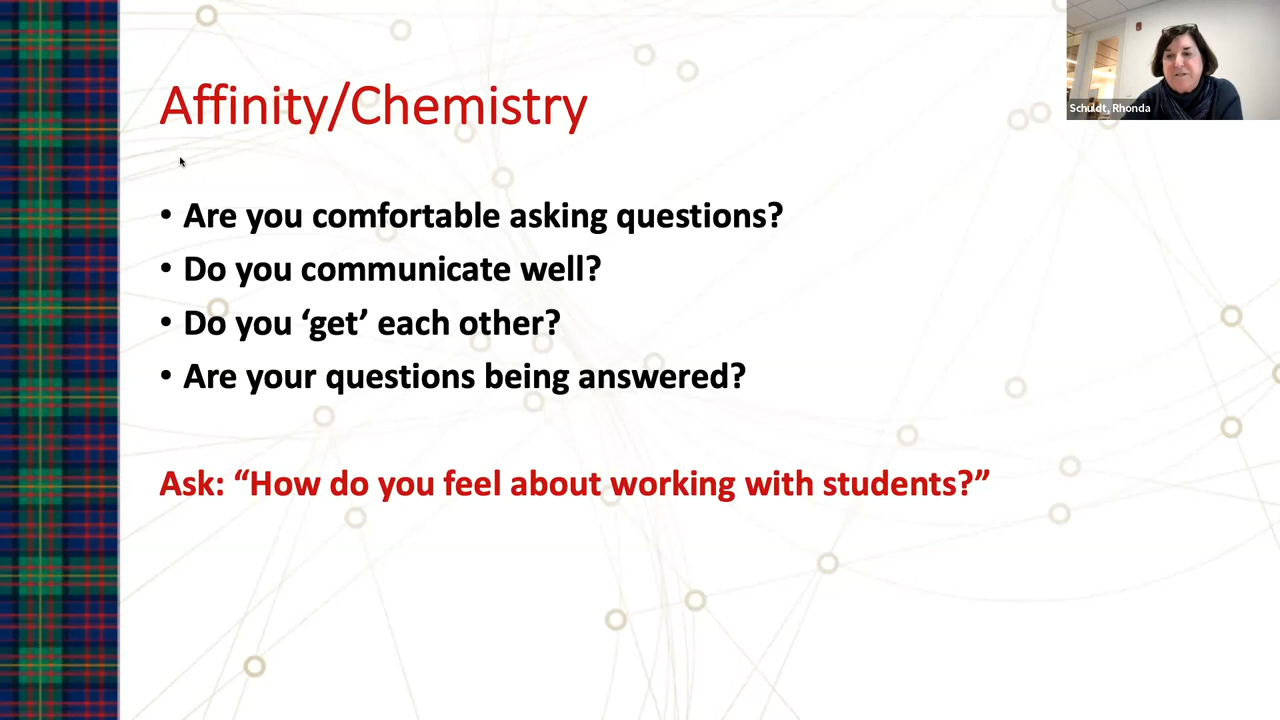 Affinity/Chemistry
Schuldt, Rhonda
• Are you comfortable asking questions?
• Do you communicate well?
• Do you ‘get’ each other?
• Are your questions being answered?
Ask: “How do you feel about working with students?”